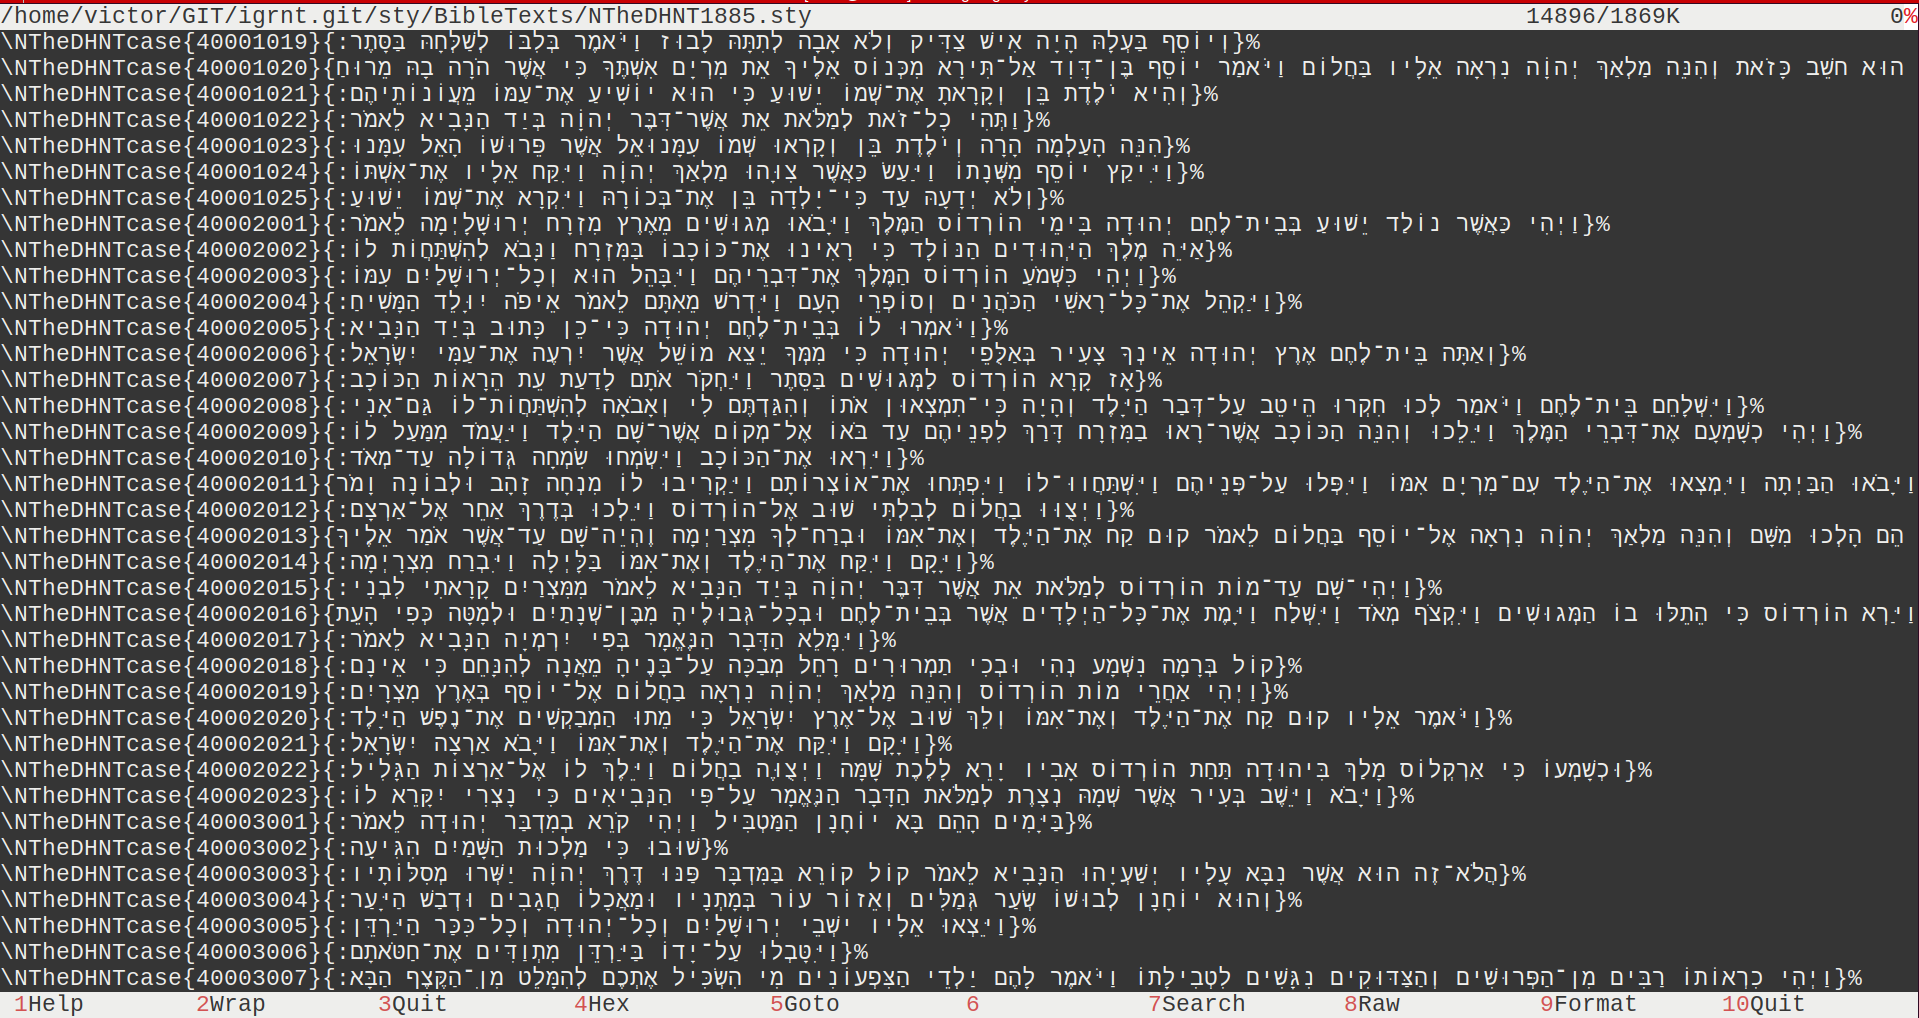 /home/victor/GIT/igrnt.git/sty/BibleTexts/NTheDHNT1885.sty 14896/1869K 0%
\NTheDHNTcase{40001019}{וְיוֹסֵף בַּעְלָהּ הָיָה אִישׁ צַדִּיק וְלֹא אָבָה לְתִתָּהּ לָבוּז וַיֹּאמֶר בְּלִבּוֹ לְשַׁלְּחָהּ בַּסָּתֶר:}%
\NTheDHNTcase{40001020}{הוּא חשֵׁב כָּזֹאת וְהִנֵּה מַלְאַךְ יְהוָֹה נִרְאָה אֵלָיו בַּחֲלוֹם וַיֹּאמַר יוֹסֵף בֶּן־דָּוִד אַל־תִּירָא מִכְּנוֹס אֵלֶיךָ אֵת מִרְיָם אִשְׁתֶּךָ כִּי אֲשֶׁר הֹרָה בָהּ מֵרוּחַ
\NTheDHNTcase{40001021}{וְהִיא יֹלֶדֶת בֵּן וְקָרָאתָ אֶת־שְׁמוֹ יֵשׁוּעַ כִּי הוּא יוֹשִׁיעַ אֶת־עַמּוֹ מֵעֲוֹנוֹתֵיהֶם:}%
\NTheDHNTcase{40001022}{וַתְּהִי כָל־זֹאת לְמַלֹּאת אֵת אֲשֶׁר־דִּבֶּר יְהוָֹה בְּיַד הַנָּבִיא לֵאמֹר:}%
\NTheDHNTcase{40001023}{הִנֵּה הָעַלְמָה הָרָה וְיֹלֶדֶת בֵּן וְקָרְאוּ שְׁמוֹ עִמָּנוּאֵל אֲשֶׁר פֵּרוּשׁוֹ הָאֵל עִמָּנוּ:}%
\NTheDHNTcase{40001024}{וַיִּיקַץ יוֹסֵף מִשְּׁנָתוֹ וַיַּעַשׂ כַּאֲשֶׁר צִוָּהוּ מַלְאַךְ יְהוָֹה וַיִּקַּח אֵלָיו אֶת־אִשְׁתּוֹ:}%
\NTheDHNTcase{40001025}{וְלֹא יְדָעָהּ עַד כִּי־יָלְדָה בֵּן אֶת־בְּכוֹרָהּ וַיִּקְרָא אֶת־שְׁמוֹ יֵשׁוּעַ:}%
\NTheDHNTcase{40002001}{וַיְהִי כַּאֲשֶׁר נוֹלַד יֵשׁוּעַ בְּבֵית־לֶחֶם יְהוּדָה בִּימֵי הוֹרְדוֹס הַמֶּלֶךְ וַיָּבֹאוּ מְגוּשִׁים מֵאֶרֶץ מִזְרָח יְרוּשָׁלָיְמָה לֵאמֹר:}%
\NTheDHNTcase{40002002}{אַיֵּה מֶלֶךְ הַיְּהוּדִים הַנּוֹלָד כִּי רָאִינוּ אֶת־כּוֹכָבוֹ בַּמִּזְרָח וַנָּבֹא לְהִשְׁתַּחֲוֹת לוֹ:}%
\NTheDHNTcase{40002003}{וַיְהִי כִּשְׁמֹעַ הוֹרְדוֹס הַמֶּלֶךְ אֶת־דִּבְרֵיהֶם וַיִּבָּהֵל הוּא וְכָל־יְרוּשָׁלַיִם עִמּוֹ:}%
\NTheDHNTcase{40002004}{וַיַּקְהֵל אֶת־כָּל־רָאשֵׁי הַכֹּהֲנִים וְסוֹפְרֵי הָעָם וַיִּדְרשׁ מֵאִתָּם לֵאמֹר אֵיפֹה יִוָּלֵד הַמָּשִׁיחַ:}%
\NTheDHNTcase{40002005}{וַיֹּאמְרוּ לוֹ בְּבֵית־לֶחֶם יְהוּדָה כִּי־כֵן כָּתוּב בְּיַד הַנָּבִיא:}%
\NTheDHNTcase{40002006}{וְאַתָּה בֵּית־לֶחֶם אֶרֶץ יְהוּדָה אֵינְךָ צָעִיר בְּאַלֻּפֵי יְהוּדָה כִּי מִמְּךָ יֵצֵא מוֹשֵׁל אֲשֶׁר יִרְעֶה אֶת־עַמִּי יִשְׂרָאֵל:}%
\NTheDHNTcase{40002007}{אָז קָרָא הוֹרְדוֹס לַמְּגוּשִׁים בַּסֵּתֶר וַיַּחְקֹר אֹתָם לָדַעַת עֵת הֵרָאוֹת הַכּוֹכָב:}%
\NTheDHNTcase{40002008}{וַיִּשְׁלָחֵם בֵּית־לֶחֶם וַיֹּאמַר לְכוּ חִקְרוּ הֵיטֵב עַל־דְּבַר הַיָּלֶד וְהָיָה כִּי־תִמְצְאוּן אֹתוֹ וְהִגַּדְתֶּם לִי וְאָבֹאָה לְהִשְׁתַּחֲוֹת־לוֹ גַּם־אָנִי:}%
\NTheDHNTcase{40002009}{וַיְהִי כְּשָׁמְעָם אֶת־דִּבְרֵי הַמֶּלֶךְ וַיֵּלֵכוּ וְהִנֵּה הַכּוֹכָב אֲשֶׁר־רָאוּ בַמִּזְרָח דָּרַךְ לִפְנֵיהֶם עַד בֹּאוֹ אֶל־מְקוֹם אֲשֶׁר־שָׁם הַיֶּלֶד וַיַּעֲמֹד מִמַּעַל לוֹ:}%
\NTheDHNTcase{40002010}{וַיִּרְאוּ אֶת־הַכּוֹכָב וַיִּשְׂמְחוּ שִׂמְחָה גְּדוֹלָה עַד־מְאֹד:}%
\NTheDHNTcase{40002011}{וַיָּבֹאוּ הַבַּיְתָה וַיִּמְצְאוּ אֶת־הַיֶּלֶד עִם־מִרְיָם אִמּוֹ וַיִּפְּלוּ עַל־פְּנֵיהֶם וַיִּשְׁתַּחֲווּ־לוֹ וַיִּפְתְּחוּ אֶת־אוֹצְרוֹתָם וַיַּקְרִיבוּ לוֹ מִנְחָה זָהָב וּלְבוֹנָה וָמֹר
\NTheDHNTcase{40002012}{וַיְצֻוּוּ בַחֲלוֹם לְבִלְתִּי שׁוּב אֶל־הוֹרְדוֹס וַיֵּלְכוּ בְּדֶרֶךְ אַחֵר אֶל־אַרְצָם:}%
\NTheDHNTcase{40002013}{הֵם הָלְכוּ מִשָּׁם וְהִנֵּה מַלְאַךְ יְהוָֹה נִרְאָה אֶל־יוֹסֵף בַּחֲלוֹם לֵאמֹר קוּם קַח אֶת־הַיֶּלֶד וְאֶת־אִמּוֹ וּבְרַח־לְךָ מִצְרַיְמָה וֶהְיֵה־שָׁם עַד־אֲשֶׁר אֹמַר אֵלֶיךָ
\NTheDHNTcase{40002014}{וַיָּקָם וַיִּקַּח אֶת־הַיֶּלֶד וְאֶת־אִמּוֹ בַּלָּיְלָה וַיִּבְרַח מִצְרָיְמָה:}%
\NTheDHNTcase{40002015}{וַיְהִי־שָׁם עַד־מוֹת הוֹרְדוֹס לְמַלֹּאת אֵת אֲשֶׁר דִּבֶּר יְהוָֹה בְּיַד הַנָּבִיא לֵאמֹר מִמִּצְרַיִם קָרָאתִי לִבְנִי:}%
\NTheDHNTcase{40002016}{וַיַּרְא הוֹרְדוֹס כִּי הֵתֵלּוּ בוֹ הַמְּגוּשִׁים וַיִּקְצֹף מְאֹד וַיִּשְׁלַח וַיָּמֶת אֶת־כָּל־הַיְלָדִים אֲשֶׁר בְּבֵית־לֶחֶם וּבְכָל־גְּבוּלֶיהָ מִבֶּן־שְׁנָתַיִם וּלְמָטָּה כְּפִי הָעֵת
\NTheDHNTcase{40002017}{וַיִּמָּלֵא הַדָּבָר הַנֶּאֱמָר בְּפִי יִרְמְיָה הַנָּבִיא לֵאמֹר:}%
\NTheDHNTcase{40002018}{קוֹל בְּרָמָה נִשְׁמָע נְהִי וּבְכִי תַמְרוּרִים רָחֵל מְבַכָּה עַל־בָּנֶיהָ מֵאֲנָה לְהִנָּחֵם כִּי אֵינָם:}%
\NTheDHNTcase{40002019}{וַיְהִי אַחֲרֵי מוֹת הוֹרְדוֹס וְהִנֵּה מַלְאַךְ יְהוָֹה נִרְאָה בַחֲלוֹם אֶל־יוֹסֵף בְּאֶרֶץ מִצְרָיִם:}%
\NTheDHNTcase{40002020}{וַיֹּאמֶר אֵלָיו קוּם קַח אֶת־הַיֶּלֶד וְאֶת־אִמּוֹ וְלֵךְ שׁוּב אֶל־אֶרֶץ יִשְׂרָאֵל כִּי מֵתוּ הַמְבַקְשִׁים אֶת־נֶפֶשׁ הַיָּלֶד:}%
\NTheDHNTcase{40002021}{וַיָּקָם וַיִּקַּח אֶת־הַיֶּלֶד וְאֶת־אִמּוֹ וַיָּבֹא אַרְצָה יִשְׂרָאֵל:}%
\NTheDHNTcase{40002022}{וּכְשָׁמְעוֹ כִּי אַרְקְלוֹס מָלַךְ בִּיהוּדָה תַּחַת הוֹרְדוֹס אָבִיו יָרֵא לָלֶכֶת שָׁמָּה וַיְצֻוֶּה בַחֲלוֹם וַיֵּלֶךְ לוֹ אֶל־אַרְצוֹת הַגָּלִיל:}%
\NTheDHNTcase{40002023}{וַיָּבֹא וַיֵּשֶׁב בְּעִיר אֲשֶׁר שְׁמָהּ נְצָרֶת לְמַלֹּאת הַדָּבָר הַנֶּאֱמָר עַל־פִּי הַנְּבִיאִים כִּי נָצְרִי יִקָּרֵא לוֹ:}%
\NTheDHNTcase{40003001}{בַּיָּמִים הָהֵם בָּא יוֹחָנָן הַמַּטְבִּיל וַיְהִי קֹרֵא בְּמִדְבַּר יְהוּדָה לֵאמֹר:}%
\NTheDHNTcase{40003002}{שׁוּבוּ כִּי מַלְכוּת הַשָּׁמַיִם הִגִּיעָה:}%
\NTheDHNTcase{40003003}{הֲלֹא־זֶה הוּא אֲשֶׁר נִבָּא עָלָיו יְשַׁעְיָהוּ הַנָּבִיא לֵאמֹר קוֹל קוֹרֵא בַּמִּדְבָּר פַּנּוּ דֶּרֶךְ יְהוָֹה יַשְּׁרוּ מְסִלּוֹתָיו:}%
\NTheDHNTcase{40003004}{וְהוּא יוֹחָנָן לְבוּשׁוֹ שְׂעַר גְּמַלִּים וְאֵזוֹר עוֹר בְּמָתְנָיו וּמַאֲכָלוֹ חֲגָבִים וּדְבַשׁ הַיָּעַר:}%
\NTheDHNTcase{40003005}{וַיֵּצְאוּ אֵלָיו ישְׁבֵי יְרוּשָׁלַיִם וְכָל־יְהוּדָה וְכָל־כִּכַּר הַיַּרְדֵּן:}%
\NTheDHNTcase{40003006}{וַיִּטָּבְלוּ עַל־יָדוֹ בַּיַּרְדֵּן מִתְוַדִּים אֶת־חַטֹּאתָם:}%
\NTheDHNTcase{40003007}{וַיְהִי כִרְאוֹתוֹ רַבִּים מִן־הַפְּרוּשִׁים וְהַצַּדּוּקִים נִגָּשִׁים לִטְבִילָתוֹ וַיֹּאמֶר לָהֶם יַלְדֵי הַצִּפְעוֹנִים מִי הִשְׂכִּיל אֶתְכֶם לְהִמָּלֵט מִן־הַקֶּצֶף הַבָּא:}%
1Help 2Wrap 3Quit 4Hex 5Goto 6 7Search 8Raw 9Format 10Quit